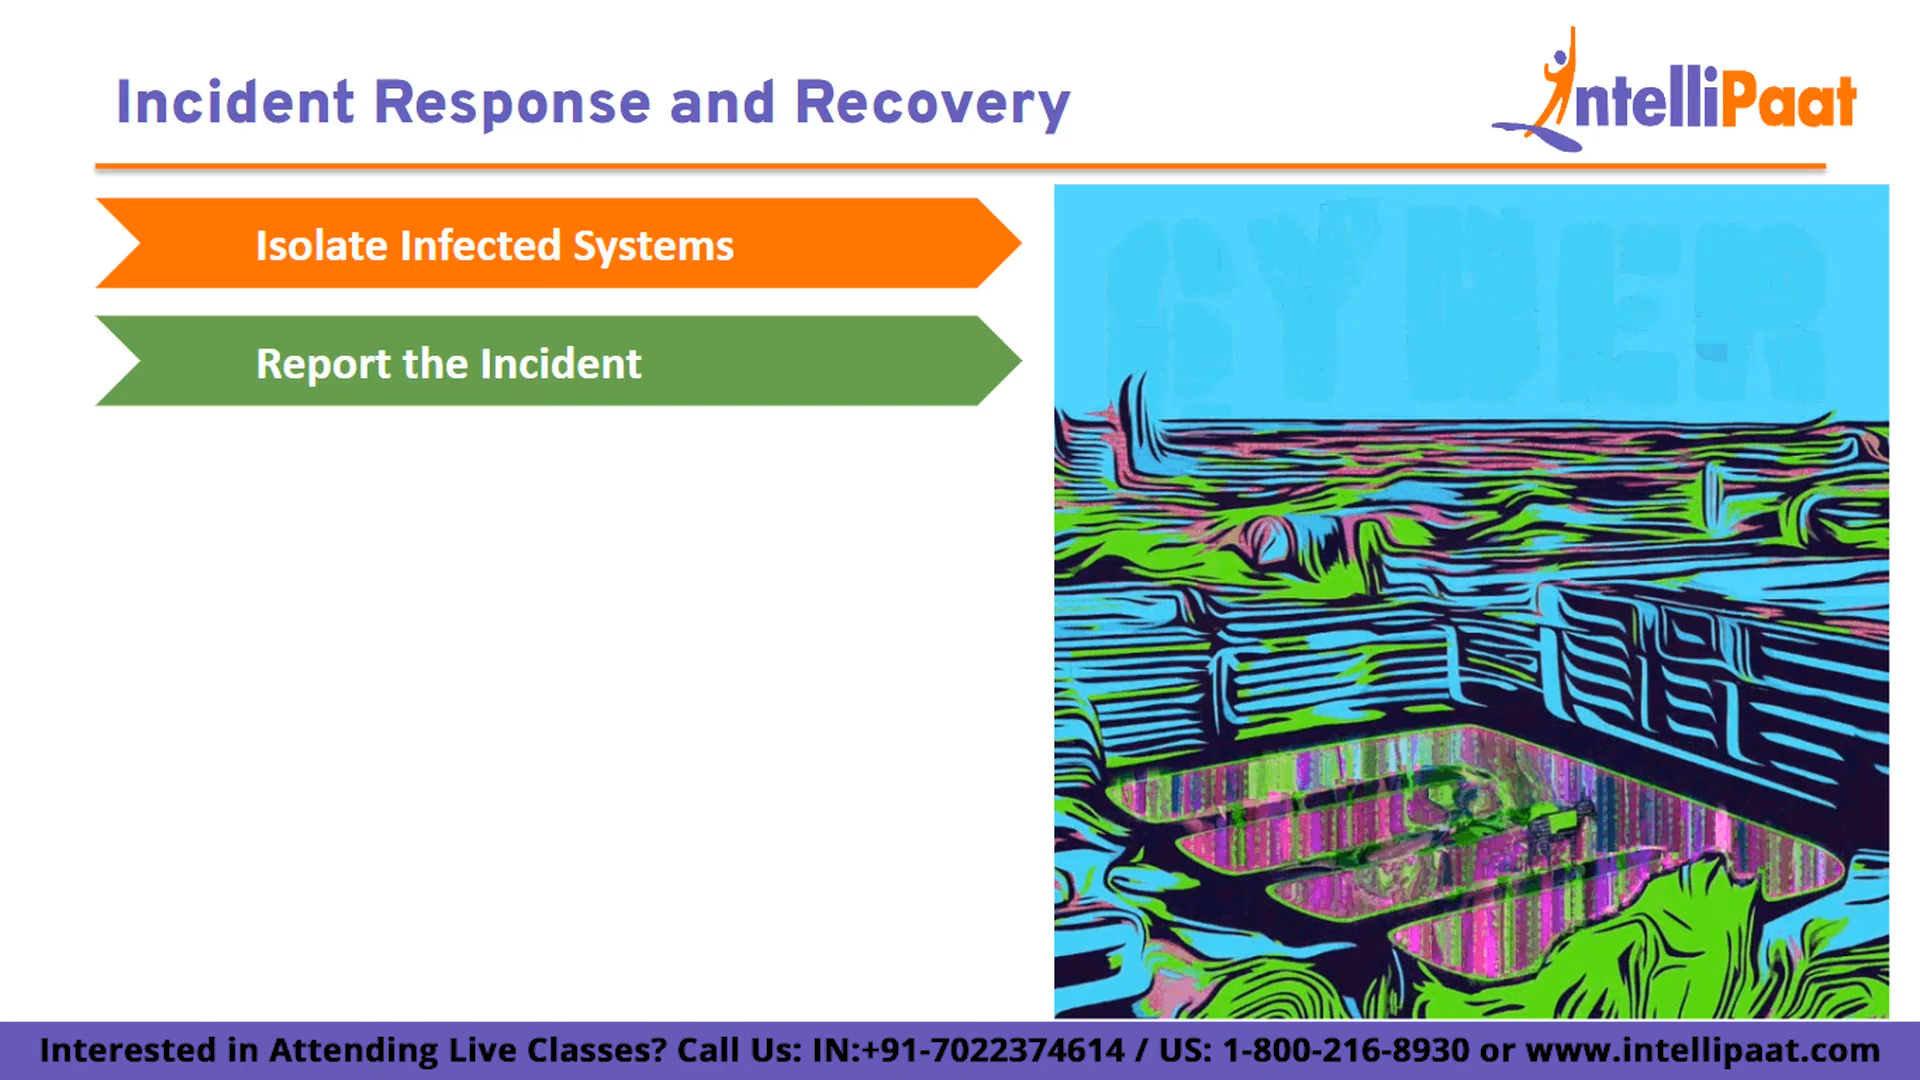 Incident Response and Recovery
IntelliPaat
Isolate Infected Systems
Report the Incident
CYBER
Interested in Attending Live Classes? Call Us: IN:+91-7022374614 / US: 1-800-216-8930 or www.intellipaat.com